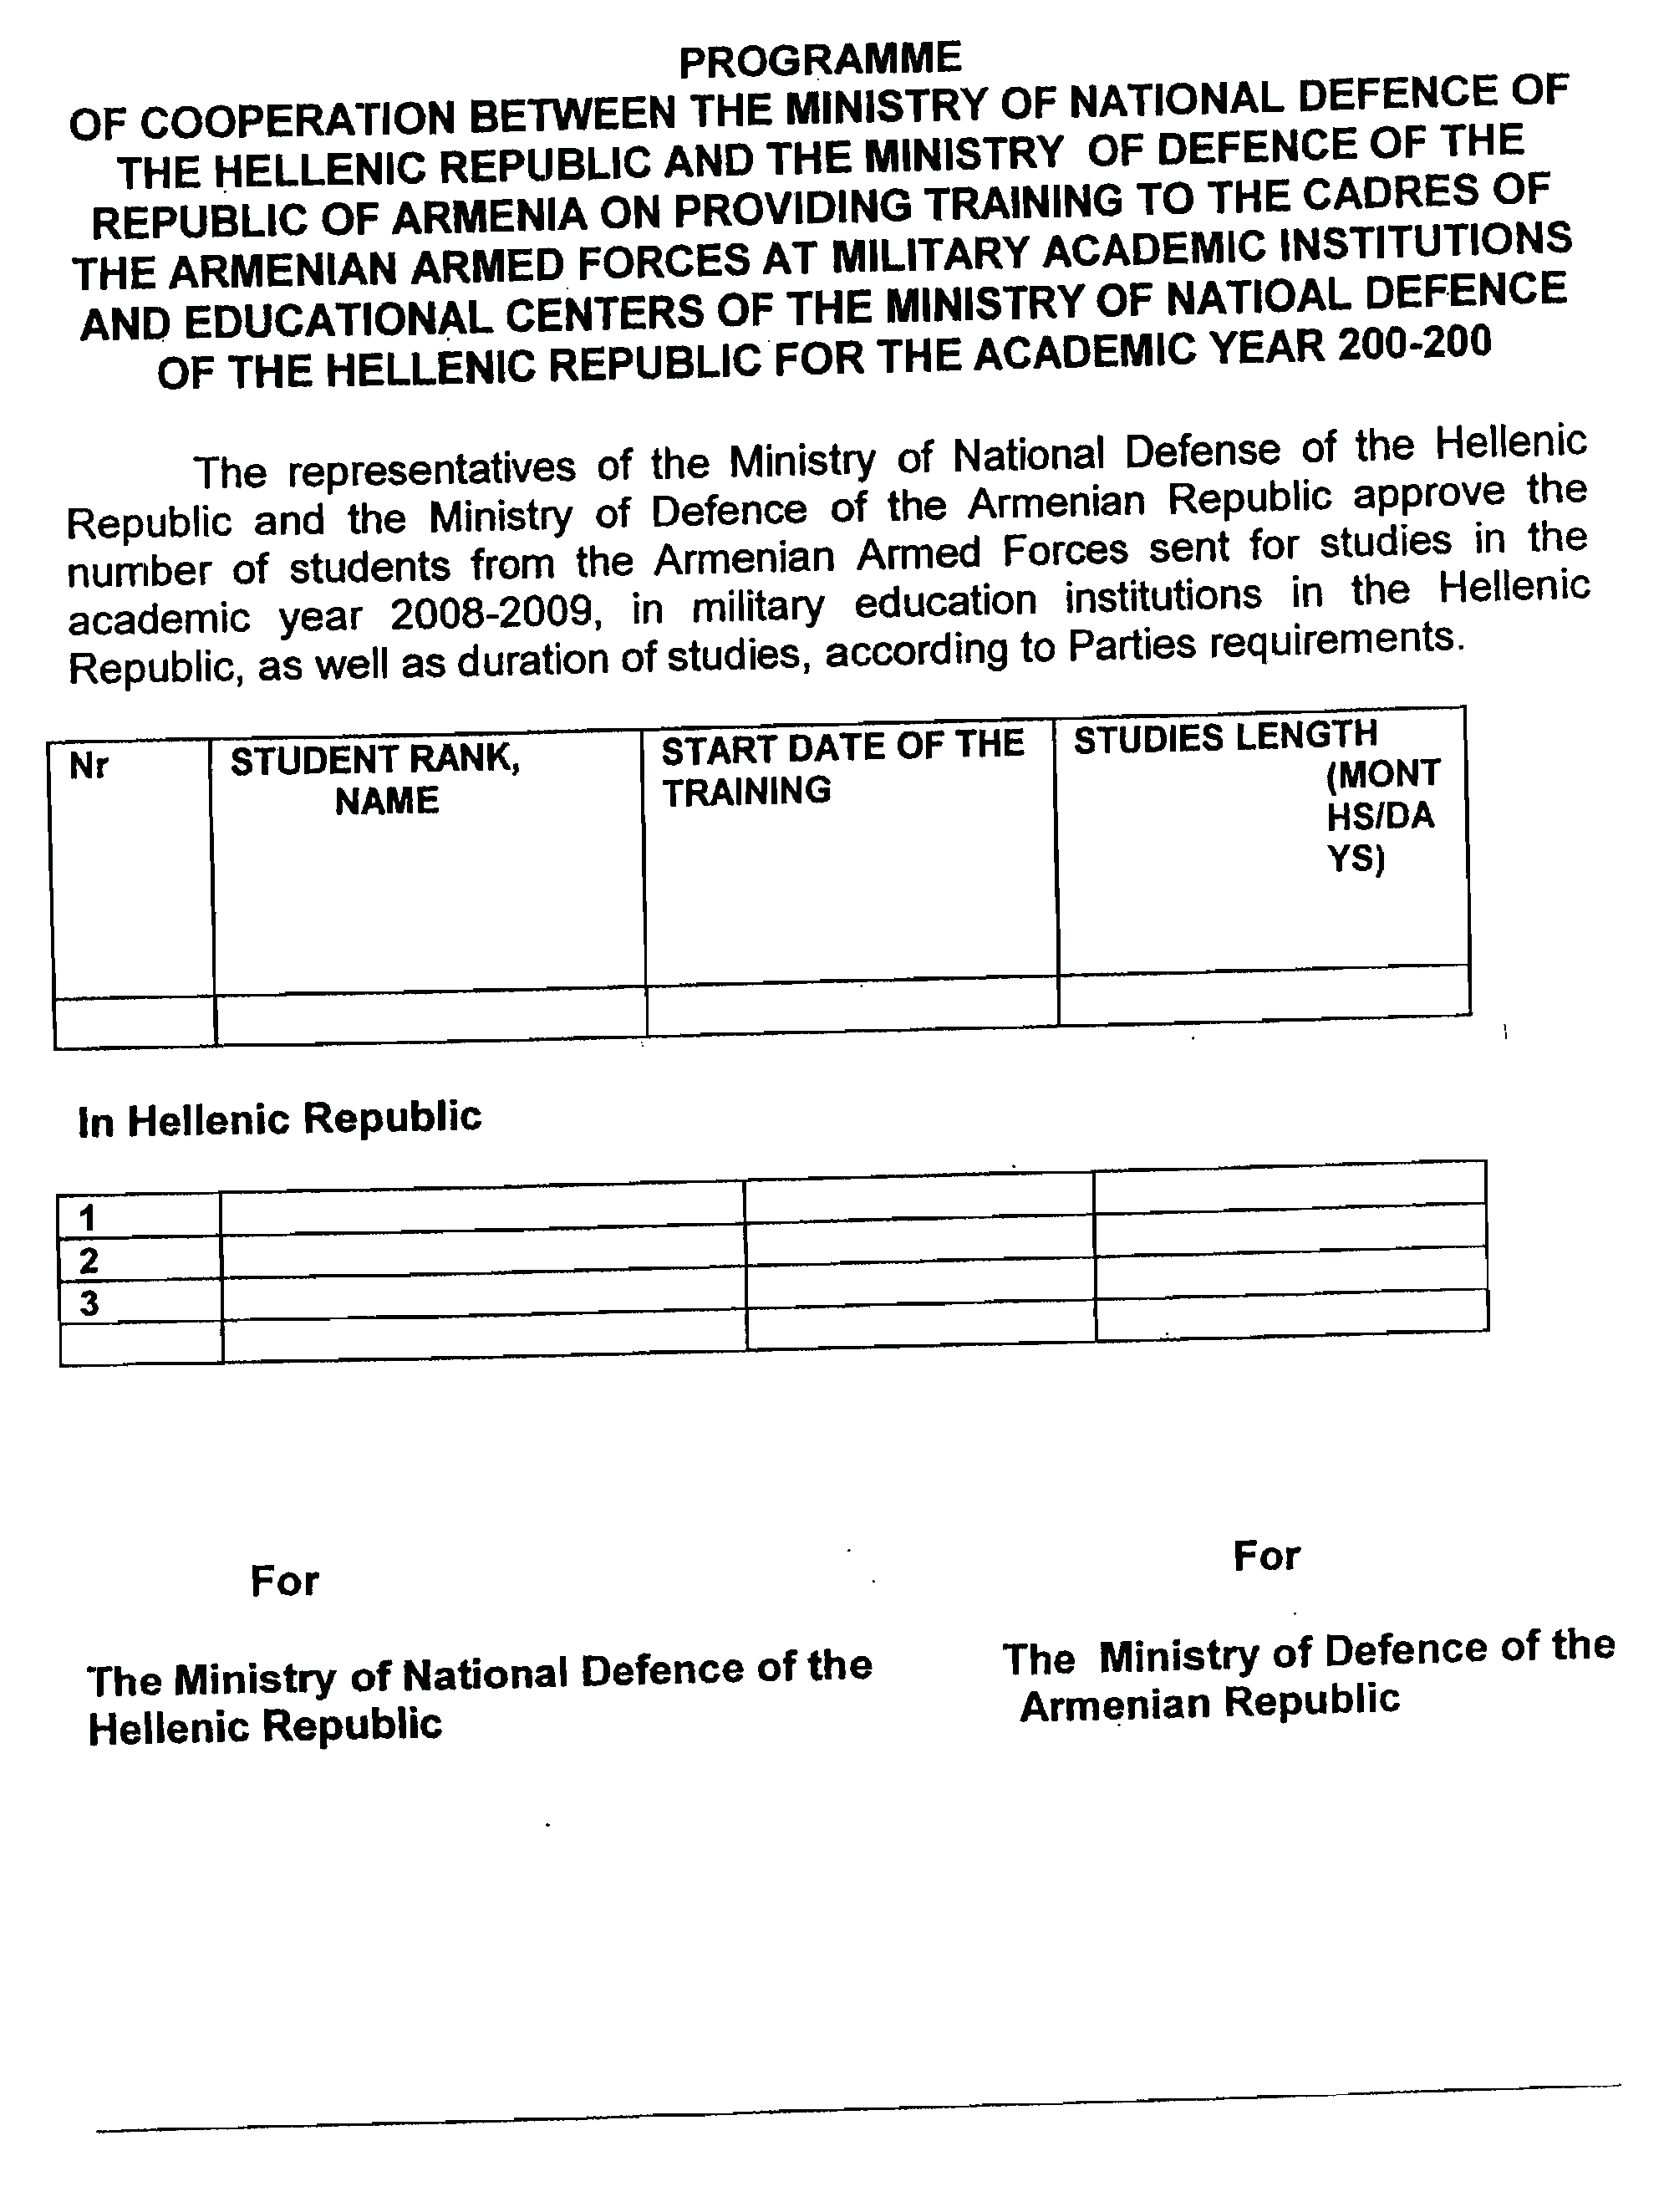 PROGRAMME
OF COOPERATION BETWEEN THE MINISTRY OF NATIONAL DEFENCE OF
THE HELLENIC REPUBLIC AND THE MINISTRY OF DEFENCE OF THE
REPUBLIC OF ARMENIA ON PROVIDING TRAINING TO THE CADRES OF
THE ARMENIAN ARMED FORCES AT MILITARY ACADEMIC INSTITUTIONS
AND EDUCATIONAL CENTERS OF THE MINISTRY OF NATIOAL DEFENCE
OF THE HELLENIC REPUBLIC FOR THE ACADEMIC YEAR 200-200
The representatives of the Ministry of National Defense of the Hellenic
Republic and the Ministry of Defence of the Armenian Republic approve the
number of students from the Armenian Armed Forces sent for studies in the
academic year 2008-2009, in military education institutions in the Hellenic
Republic, as well as duration of studies, according to Parties requirements.
Nr
STUDENT RANK,
NAME
START DATE OF THE
TRAINING
STUDIES LENGTH
(MONT
HS/DA
YS)
In Hellenic Republic
1
2
3
For
The Ministry of National Defence of the
Hellenic Republic
For
The Ministry of Defence of the
Armenian Republic